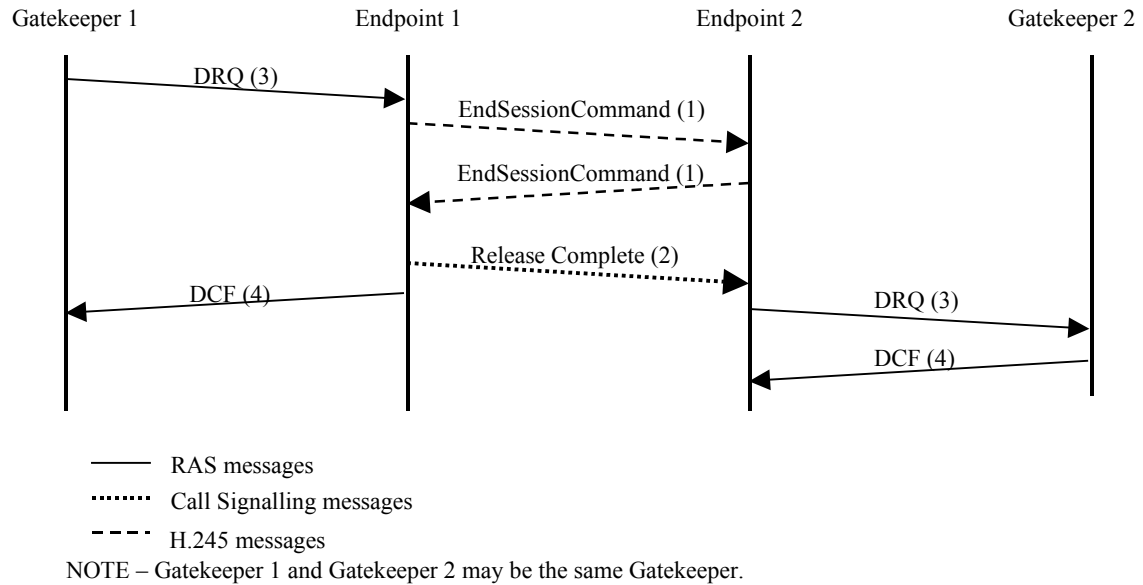 Gatekeeper 1 Endpoint 1 Endpoint 2 Gatekeeper 2
DRQ (3)
EndSessionCommand (1)
EndSessionCommand (1)
Release Complete (2)
DCF (4)
DRQ (3)
DCF (4)
RAS messages
Call Signalling messages
H.245 messages
NOTE – Gatekeeper 1 and Gatekeeper 2 may be the same Gatekeeper.